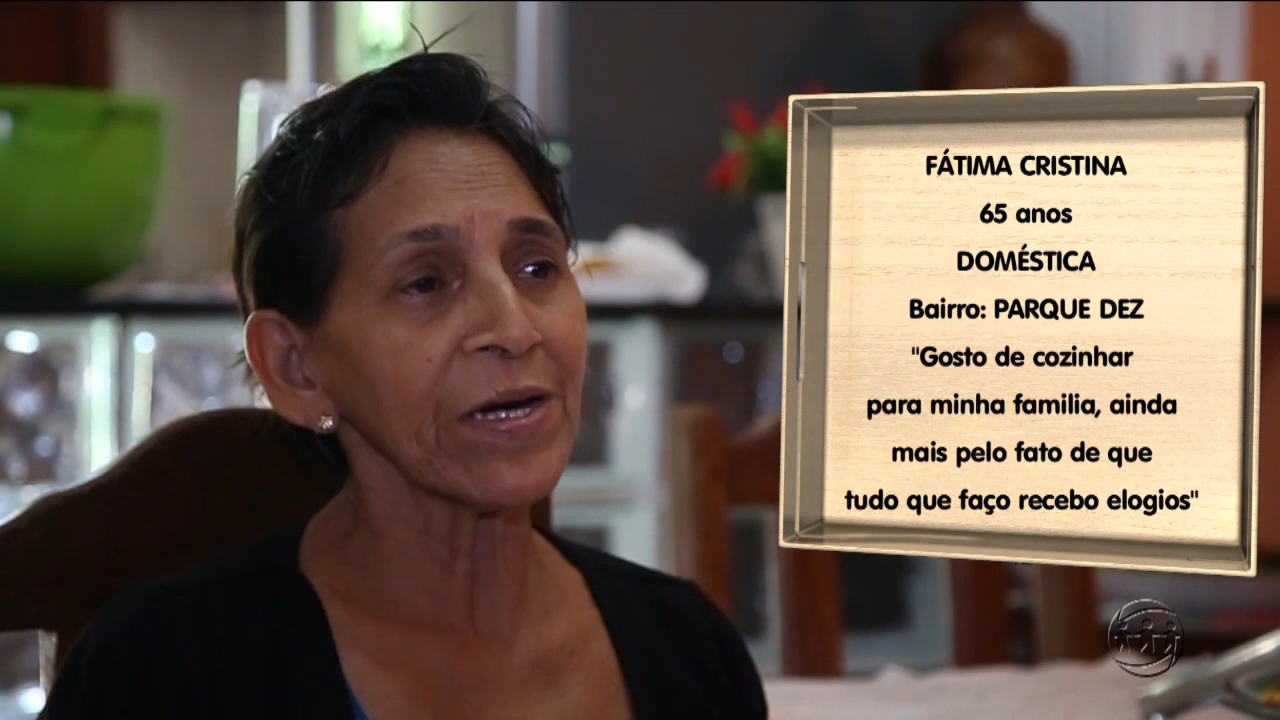 FÁTIMA CRISTINA
65 anos
DOMÉSTICA
Bairro: PARQUE DEZ
"Gosto de cozinhar
para minha familia, ainda
mais pelo fato de que
tudo que faço recebo elogios"